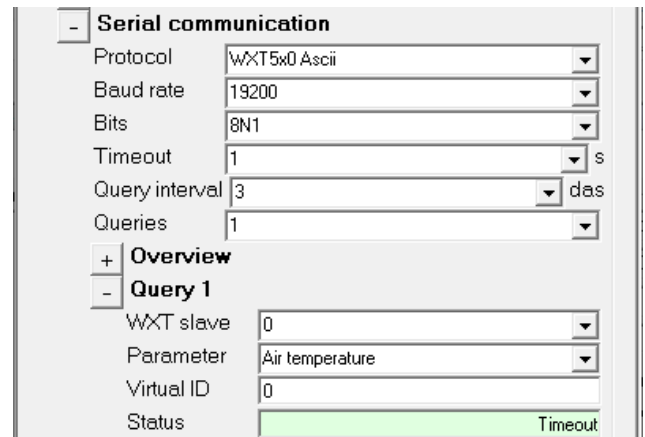 - Serial communication
Protocol WXT5x0 Ascii
Baud rate 19200
Bits 8N1
Timeout 1 s
Query interval 3 das
Queries 1
+ Overview
- Query 1
WXT slave 0
Parameter Air temperature
Virtual ID 0
Status Timeout